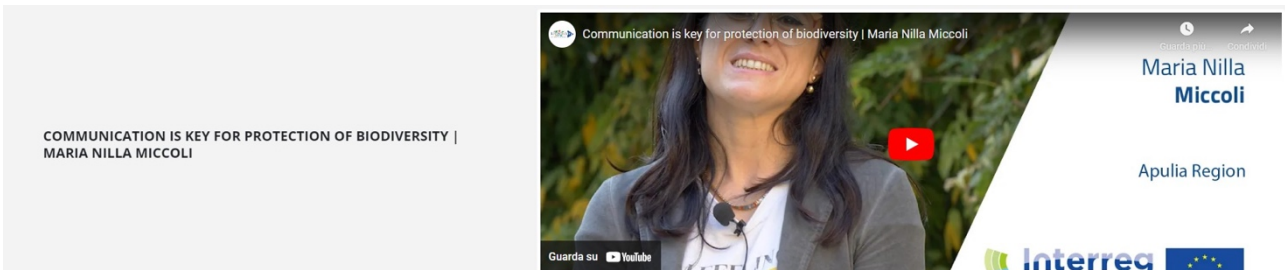 COMMUNICATION IS KEY FOR PROTECTION OF BIODIVERSITY |
MARIA NILLA MICCOLI
Communication is key for protection of biodiversity | Maria Nilla Miccoli
Guarda più
Condividi
Maria Nilla
Miccoli
Apulia Region
Guarda su YouTube
Interreg